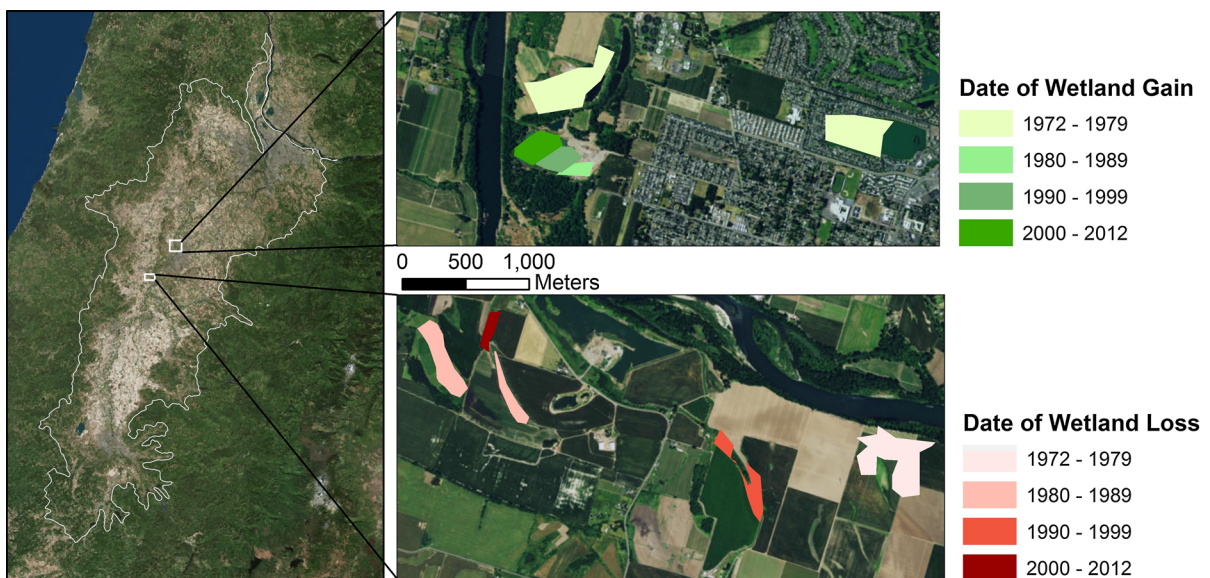 Date of Wetland Gain
1972 - 1979
1980 - 1989
1990 - 1999
2000 - 2012
0 500 1,000
Meters
Date of Wetland Loss
1972 - 1979
1980 - 1989
1990 - 1999
2000 - 2012